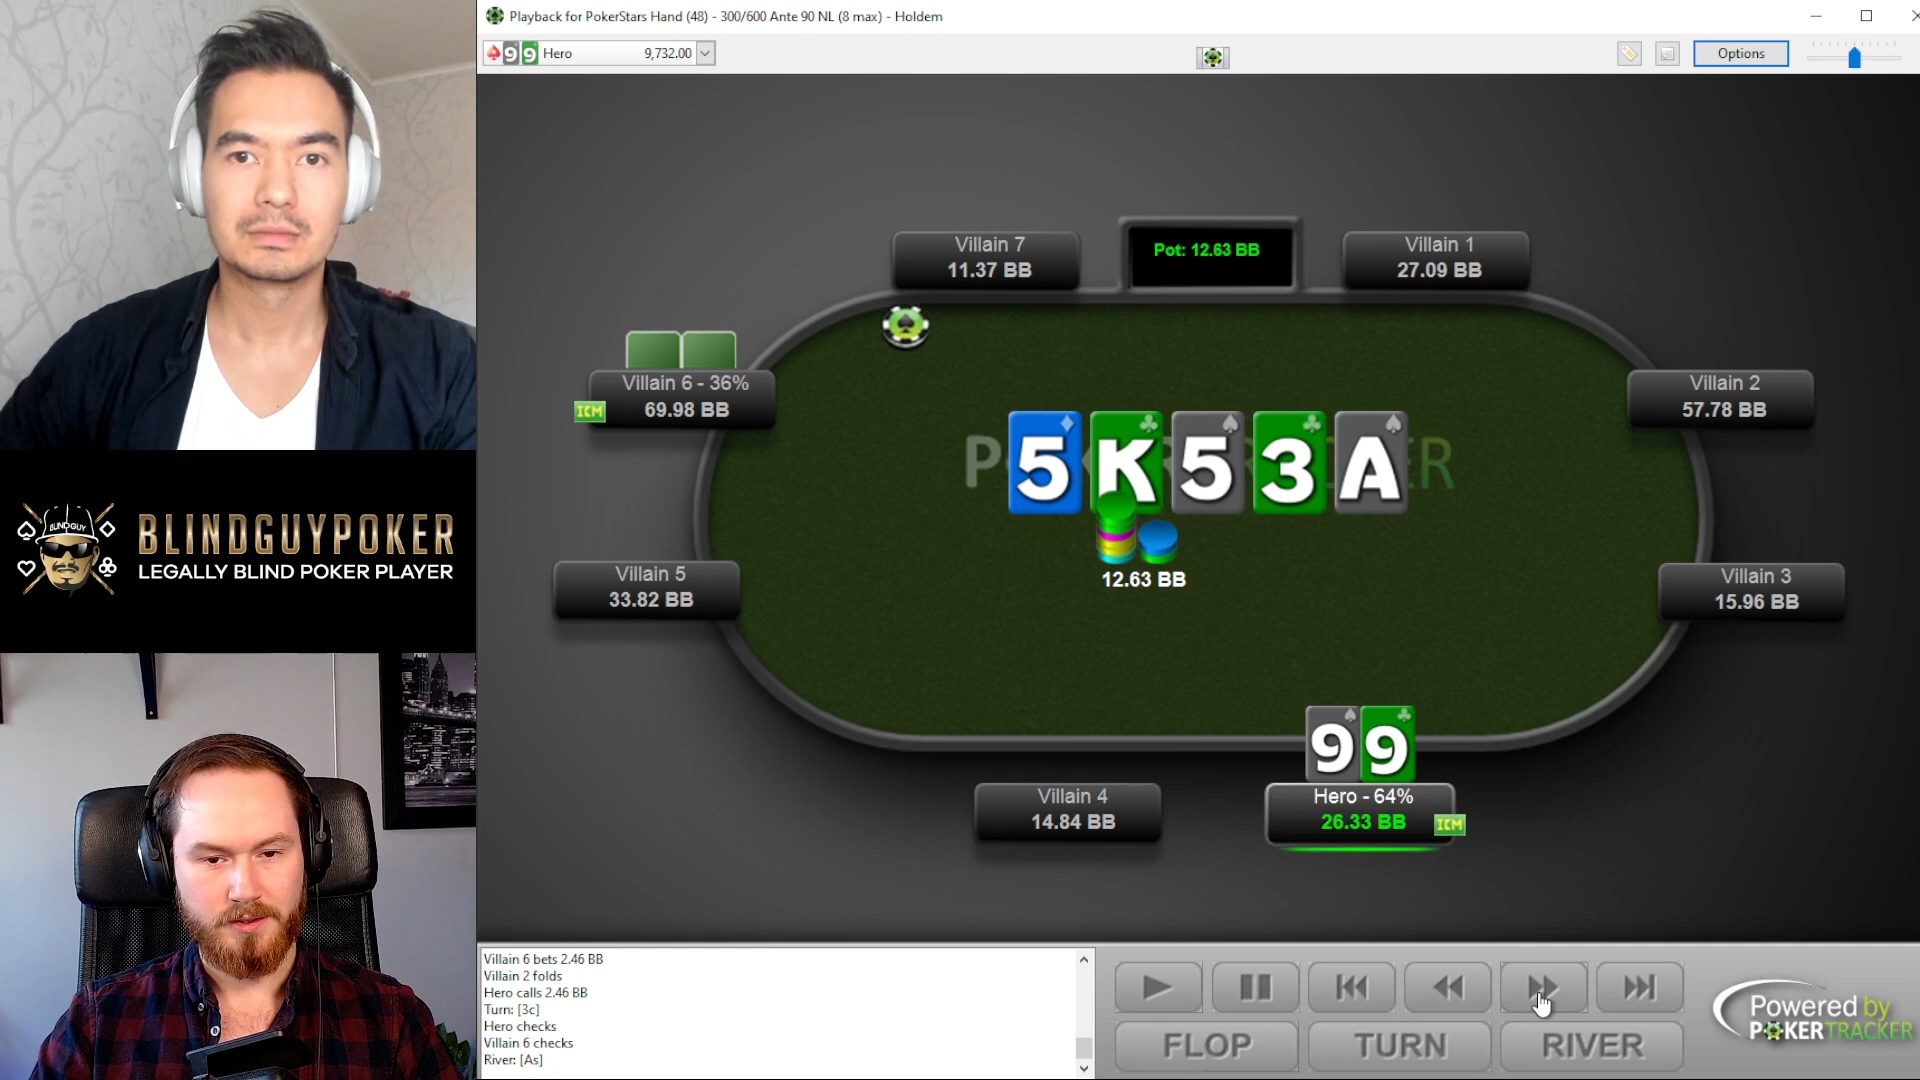 Playback for PokerStars Hand (48) - 300/600 Ante 90 NL (8 max) - Holdem
99 Hero 9,732.00
Options
Villain 7
11.37 BB
Pot: 12.63 BB
Villain 1
27.09 BB
Villain 6 - 36%
69.98 BB
ICM
Villain 2
57.78 BB
5 K 5 3 A
12.63 BB
BLINDGUY
BLINDGUYPOKER
LEGALLY BLIND POKER PLAYER
Villain 5
33.82 BB
Villain 3
15.96 BB
9 9
Villain 4
14.84 BB
Hero - 64%
26.33 BB
ICM
Villain 6 bets 2.46 BB
Villain 2 folds
Hero calls 2.46 BB
Turn: [3c]
Hero checks
Villain 6 checks
River: [As]
FLOP
TURN
RIVER
Powered by
POKERTRACKER